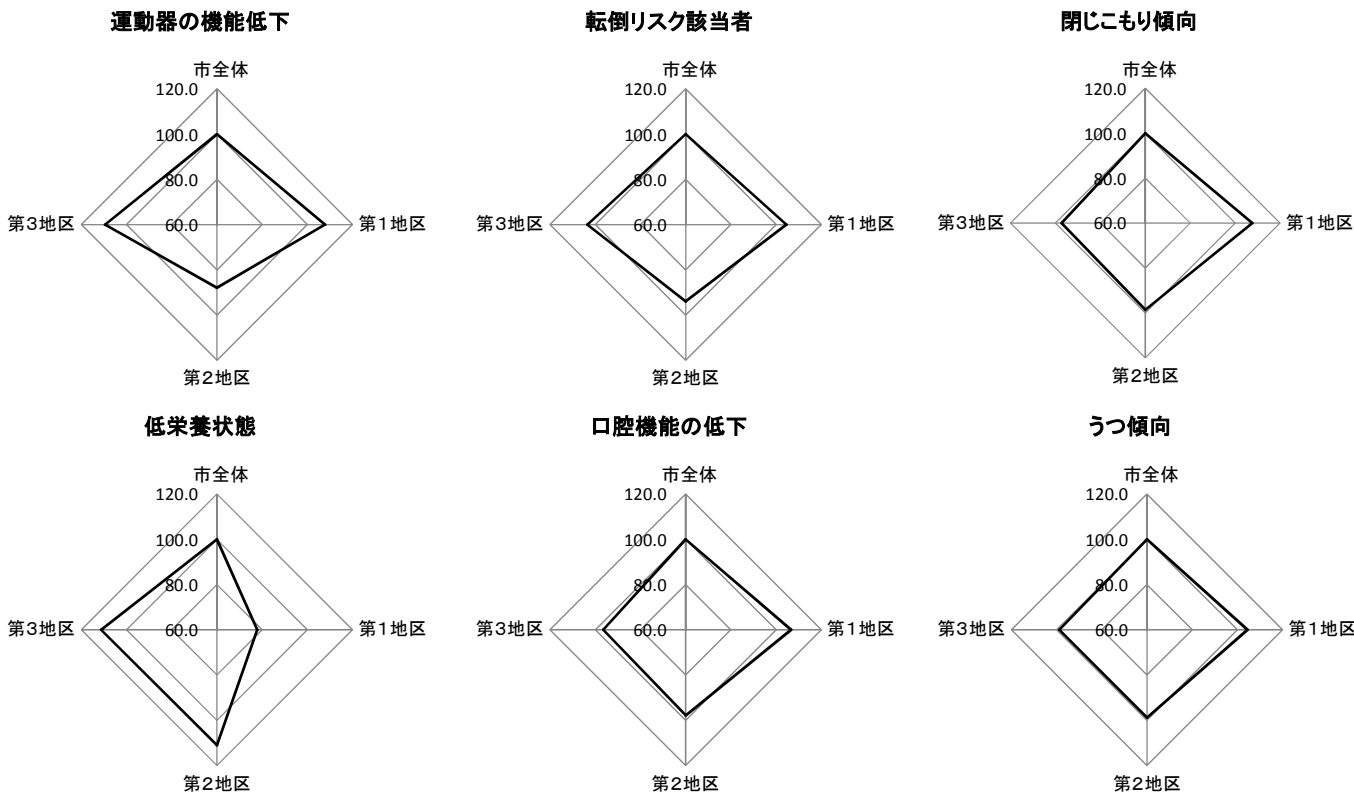 運動器の機能低下
市全体
120.0
100.0
80.0
60.0
第3地区
第1地区
第2地区
転倒リスク該当者
市全体
120.0
100.0
80.0
60.0
第3地区
第1地区
第2地区
閉じこもり傾向
市全体
120.0
100.0
80.0
60.0
第3地区
第1地区
第2地区
低栄養状態
市全体
120.0
100.0
80.0
60.0
第3地区
第1地区
第2地区
口腔機能の低下
市全体
120.0
100.0
80.0
60.0
第3地区
第1地区
第2地区
うつ傾向
市全体
120.0
100.0
80.0
60.0
第3地区
第1地区
第2地区